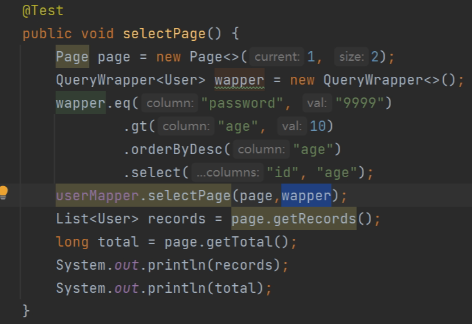 @Test
public void selectPage() {
    Page page = new Page<>( current: 1, size: 2);
    QueryWrapper<User> wapper = new QueryWrapper<>();
    wapper.eq( column: "password", val: "9999")
            .gt( column: "age", val: 10)
            .orderByDesc( column: "age")
            .select( ...columns: "id", "age");
    userMapper.selectPage(page,wapper);
    List<User> records = page.getRecords();
    long total = page.getTotal();
    System.out.println(records);
    System.out.println(total);
}